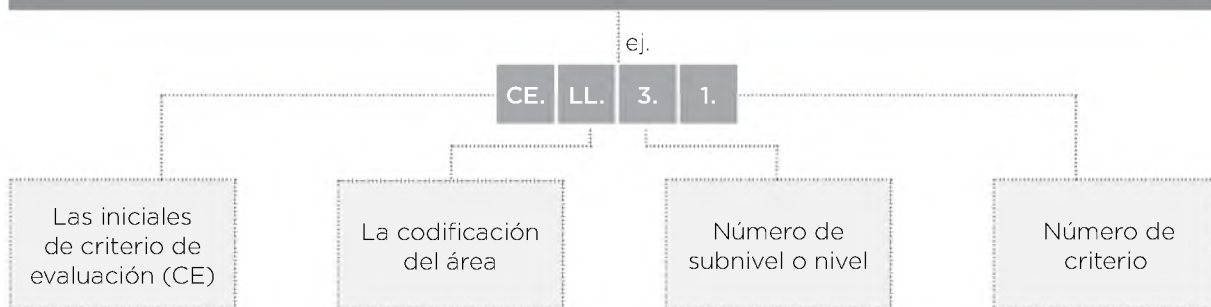 ej.
CE. LL. 3. 1.
Las iniciales
de criterio de
evaluación (CE)
La codificación
del área
Número de
subnivel o nivel
Número de
criterio